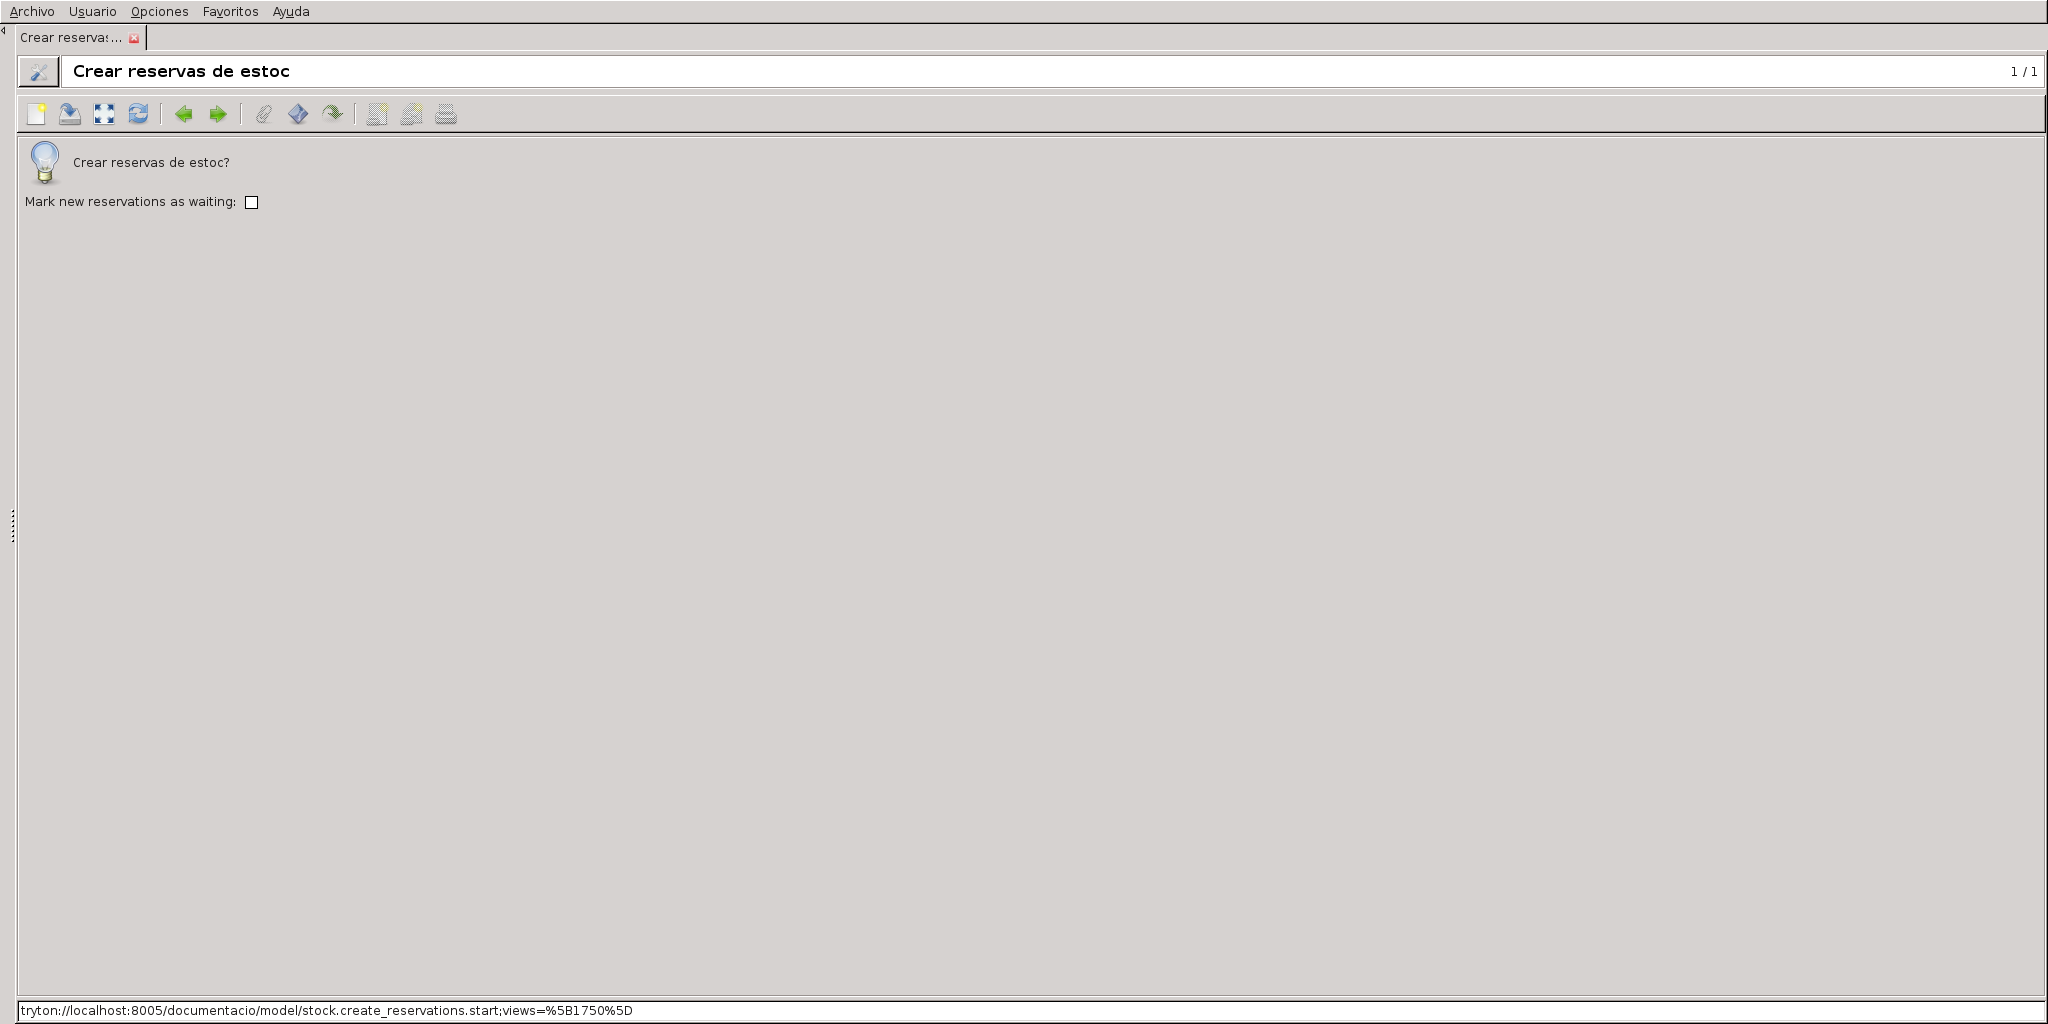 Archivo Usuario Opciones Favoritos Ayuda
Crear reservas...
Crear reservas de estoc 1 / 1
Crear reservas de estoc?
Mark new reservations as waiting:
tryton://localhost:8005/documentacio/model/stock.create_reservations.start;views=%5B1750%5D